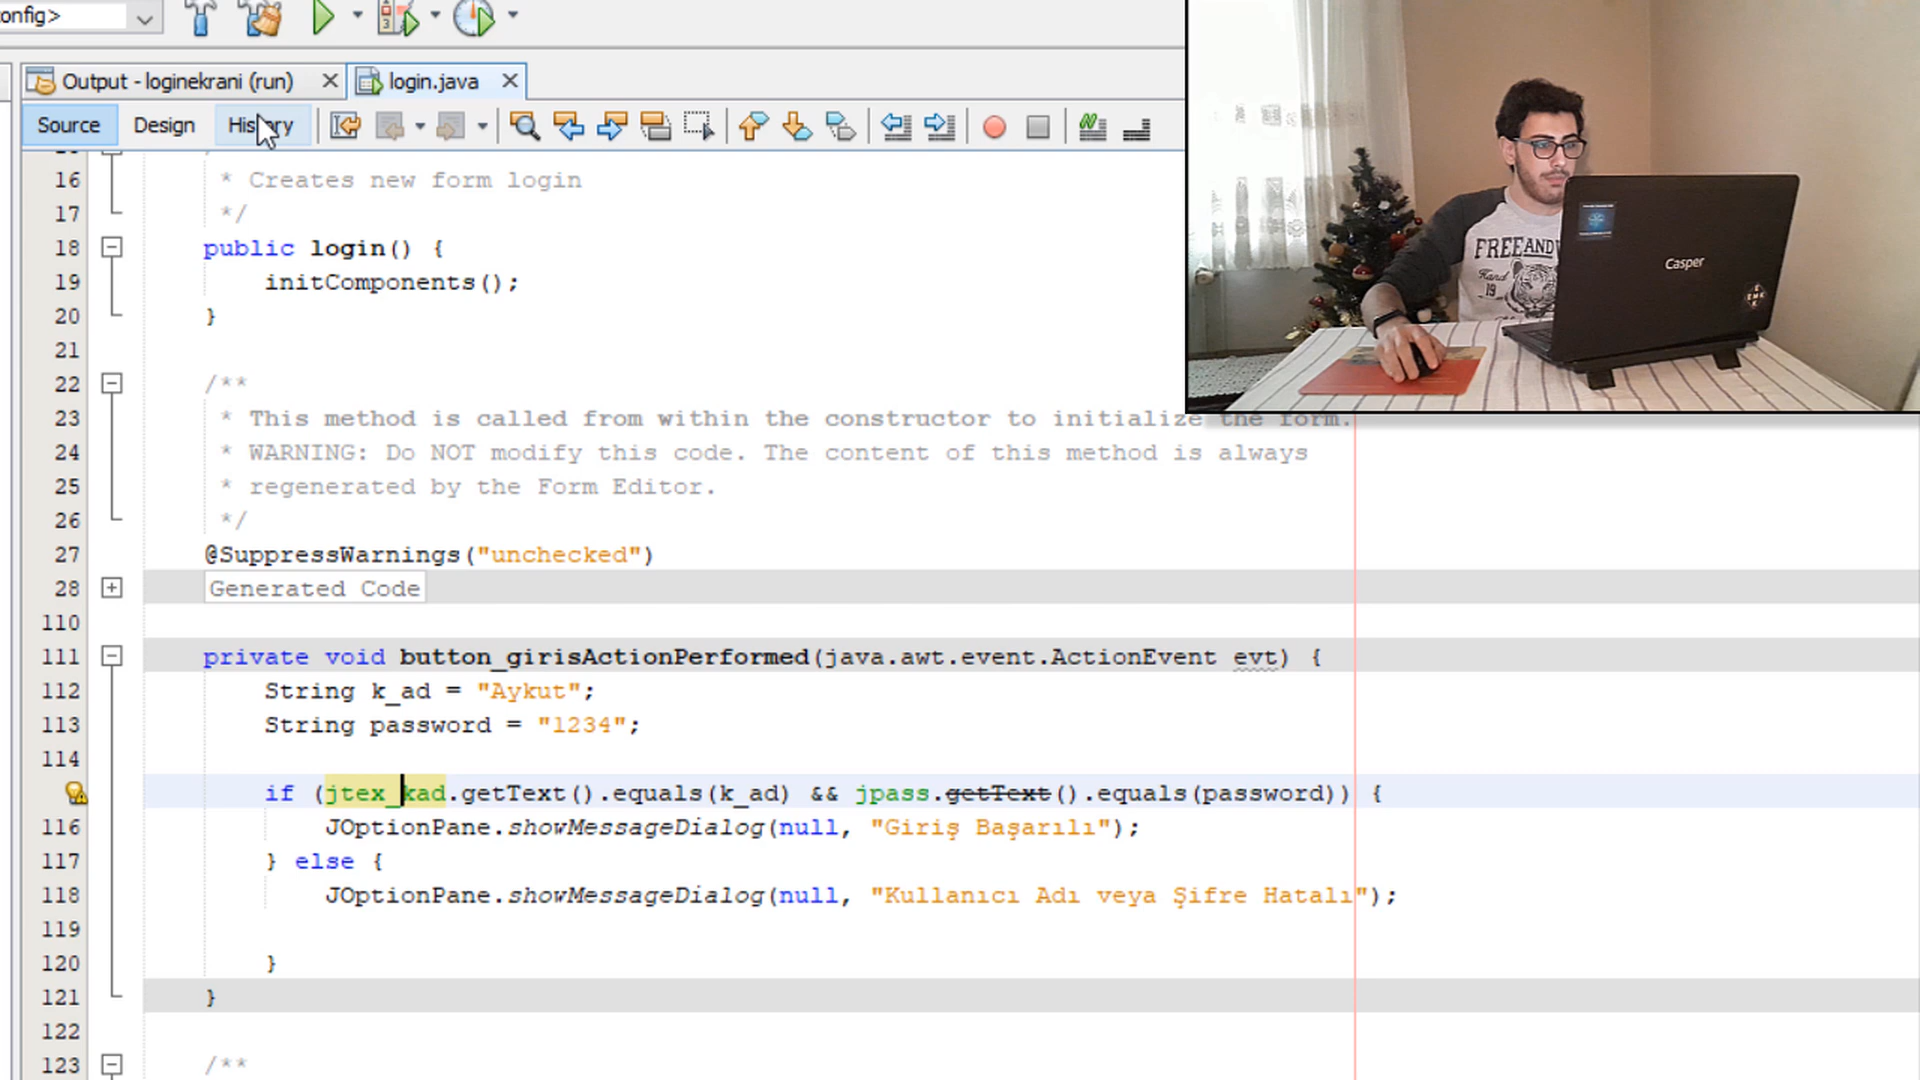 onfig>
Output - loginekrani (run)
login.java
Source Design History
16 * Creates new form login
17 */
18 public login() {
19 initComponents();
20 }
21
22 /**
23 * This method is called from within the constructor to initialize the form.
24 * WARNING: Do NOT modify this code. The content of this method is always
25 * regenerated by the Form Editor.
26 */
27 @SuppressWarnings("unchecked")
28 Generated Code
110
111 private void button_girisActionPerformed(java.awt.event.ActionEvent evt) {
112 String k_ad = "Aykut";
113 String password = "1234";
114
if (jtex_kad.getText().equals(k_ad) && jpass.getText().equals(password)) {
116 JOptionPane.showMessageDialog(null, "Giriş Başarılı");
117 } else {
118 JOptionPane.showMessageDialog(null, "Kullanıcı Adı veya Şifre Hatalı");
119
120 }
121 }
122
123 /**
FREEAND
Hand
19
Casper